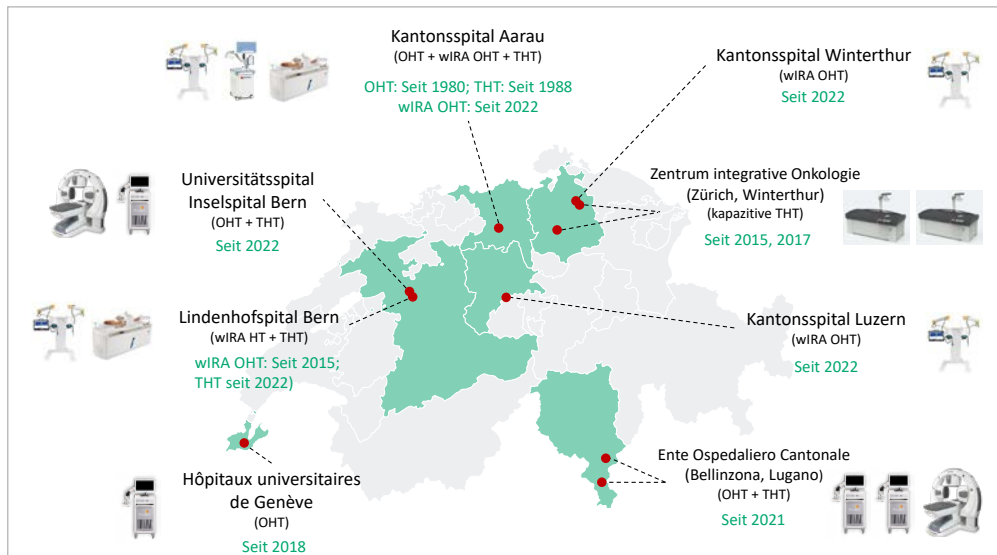 Kantonsspital Aarau
(OHT + wIRA OHT + THT)
OHT: Seit 1980; THT: Seit 1988
wIRA OHT: Seit 2022
Kantonsspital Winterthur
(wIRA OHT)
Seit 2022
Universitätsspital
Inselspital Bern
(OHT + THT)
Seit 2022
Zentrum integrative Onkologie
(Zürich, Winterthur)
(kapazitive THT)
Seit 2015, 2017
Lindenhofspital Bern
(wIRA HT + THT)
wIRA OHT: Seit 2015;
THT seit 2022)
Kantonsspital Luzern
(wIRA OHT)
Seit 2022
Hôpitaux universitaires
de Genève
(OHT)
Seit 2018
Ente Ospedaliero Cantonale
(Bellinzona, Lugano)
(OHT + THT)
Seit 2021